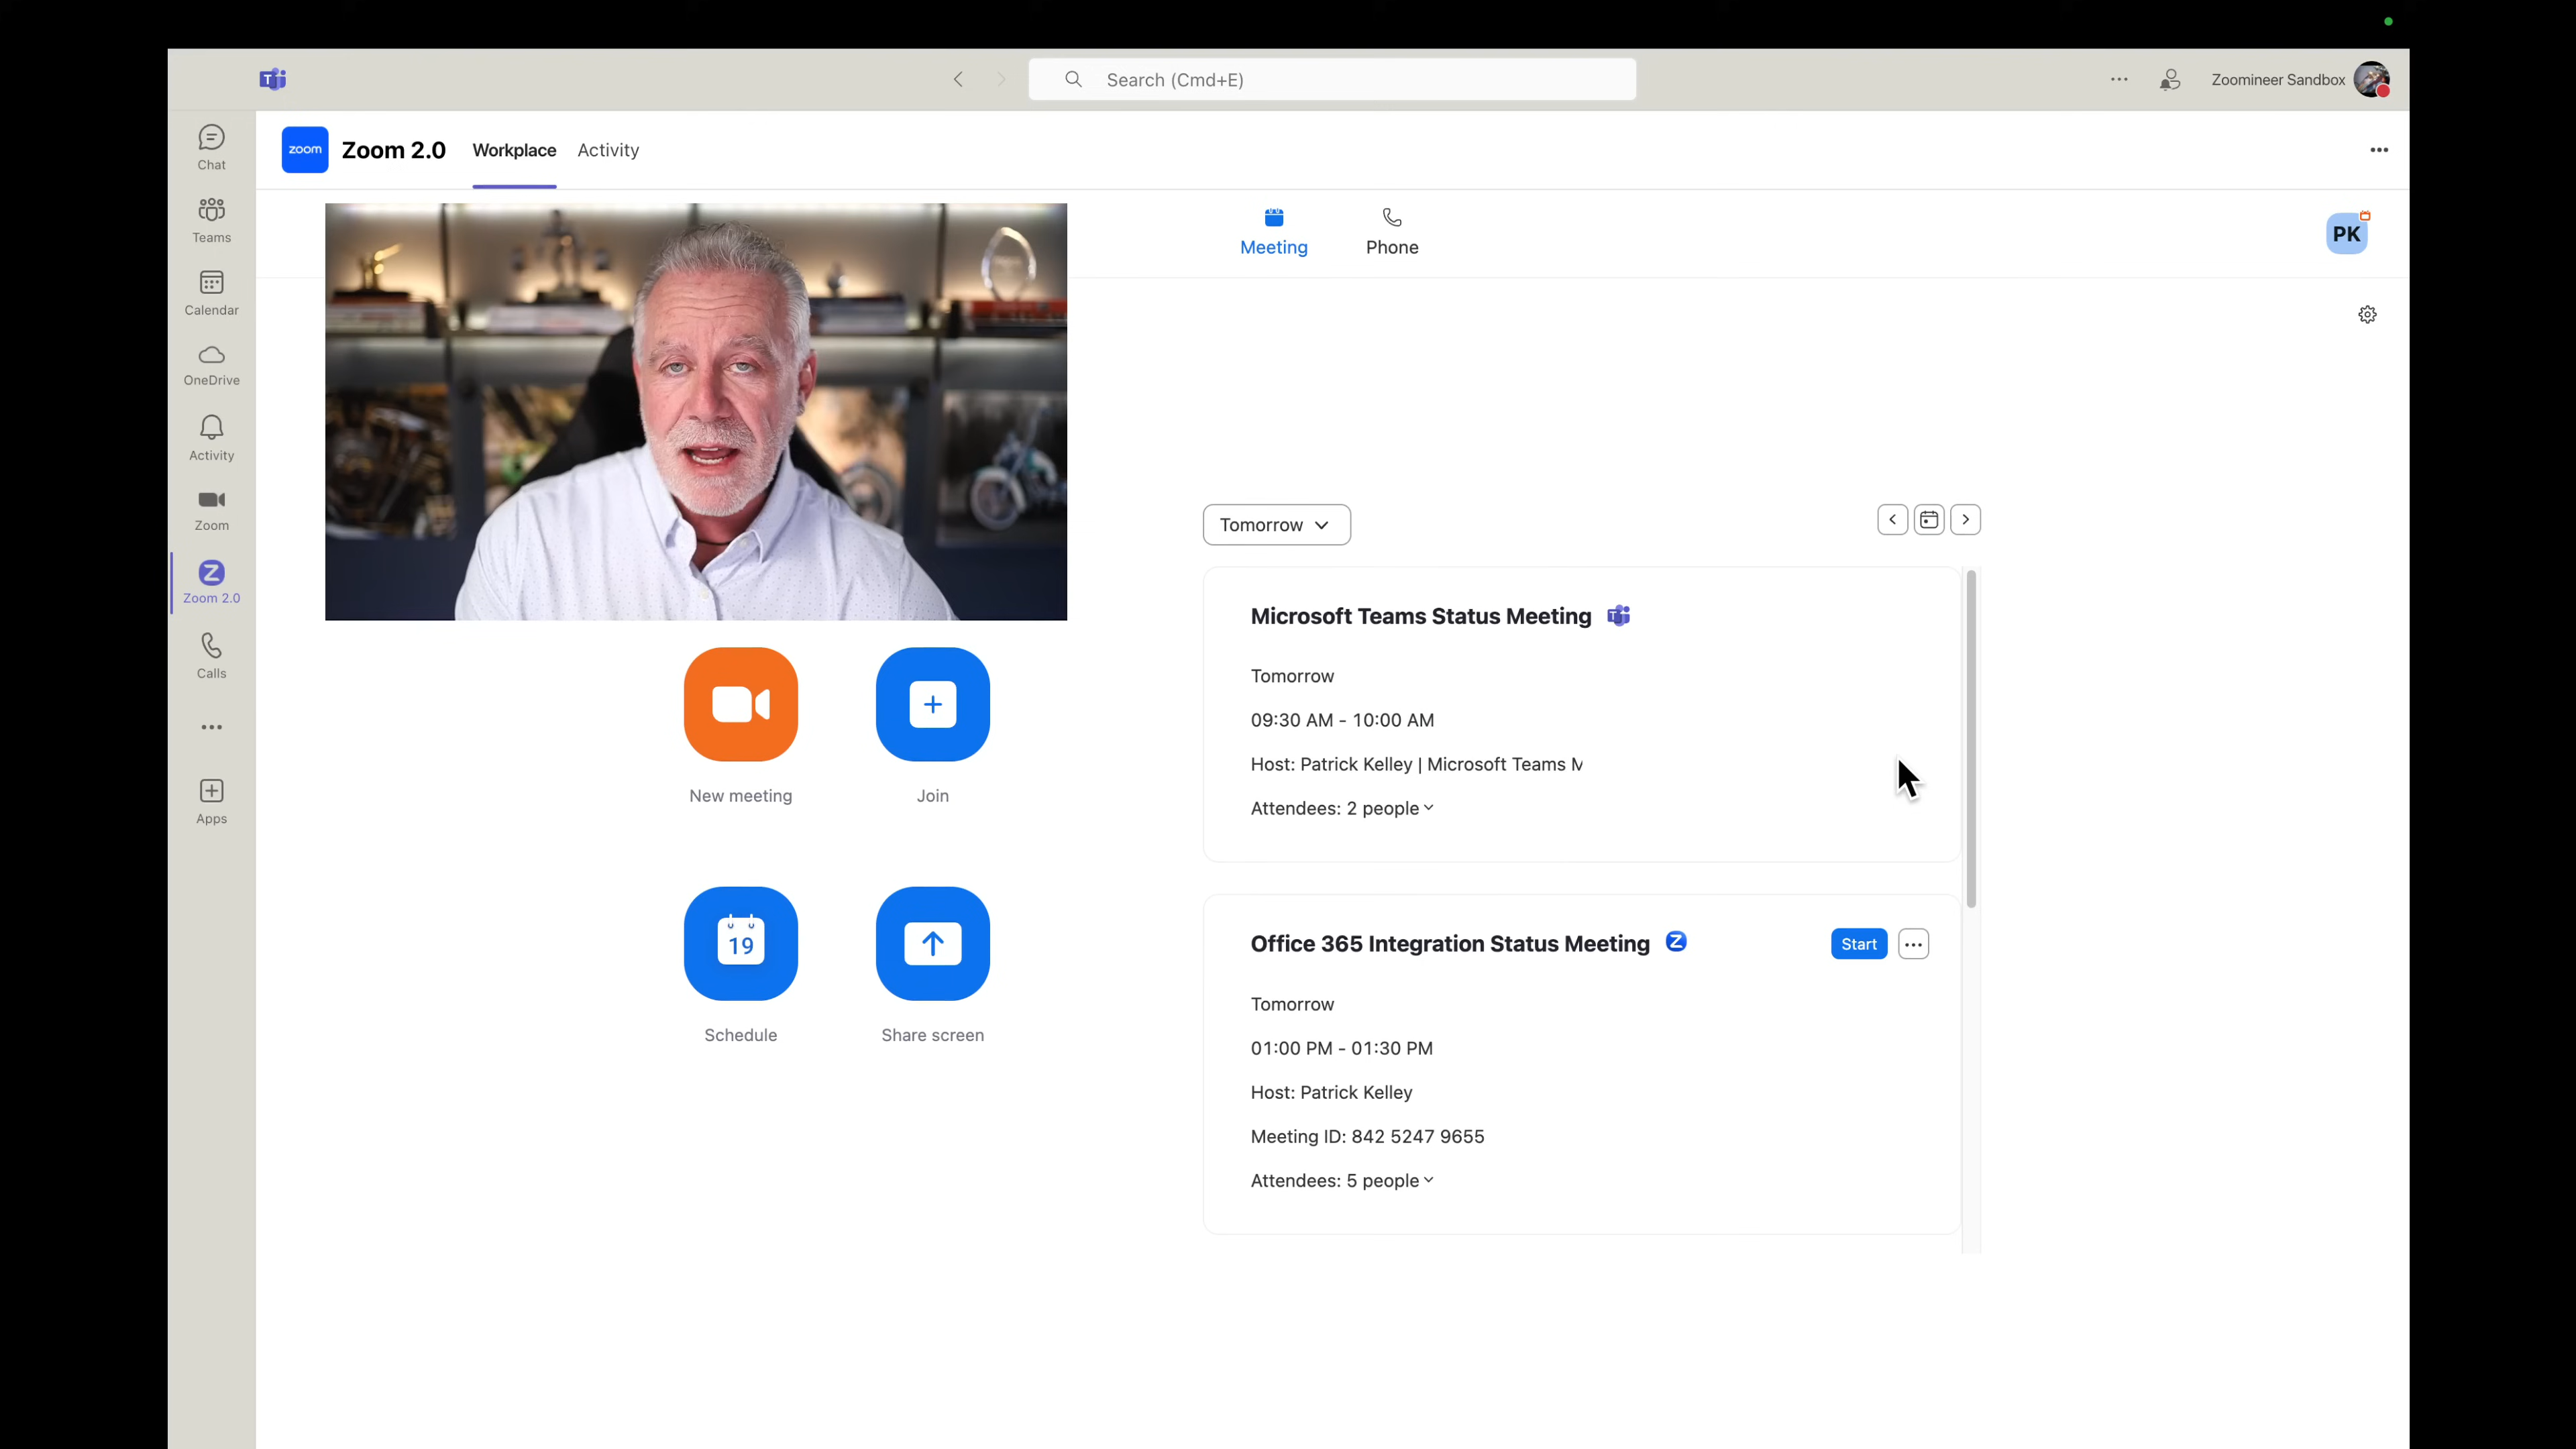 Search (Cmd+E)
Zoomineer Sandbox
Chat
Teams
Calendar
OneDrive
Activity
Zoom
Zoom 2.0
Calls
Apps
zoom
Zoom 2.0
Workplace
Activity
Meeting
Phone
PK
New meeting
Join
19
Schedule
Share screen
Tomorrow
Microsoft Teams Status Meeting
Tomorrow
09:30 AM - 10:00 AM
Host: Patrick Kelley | Microsoft Teams M
Attendees: 2 people
Office 365 Integration Status Meeting
Start
Tomorrow
01:00 PM - 01:30 PM
Host: Patrick Kelley
Meeting ID: 842 5247 9655
Attendees: 5 people